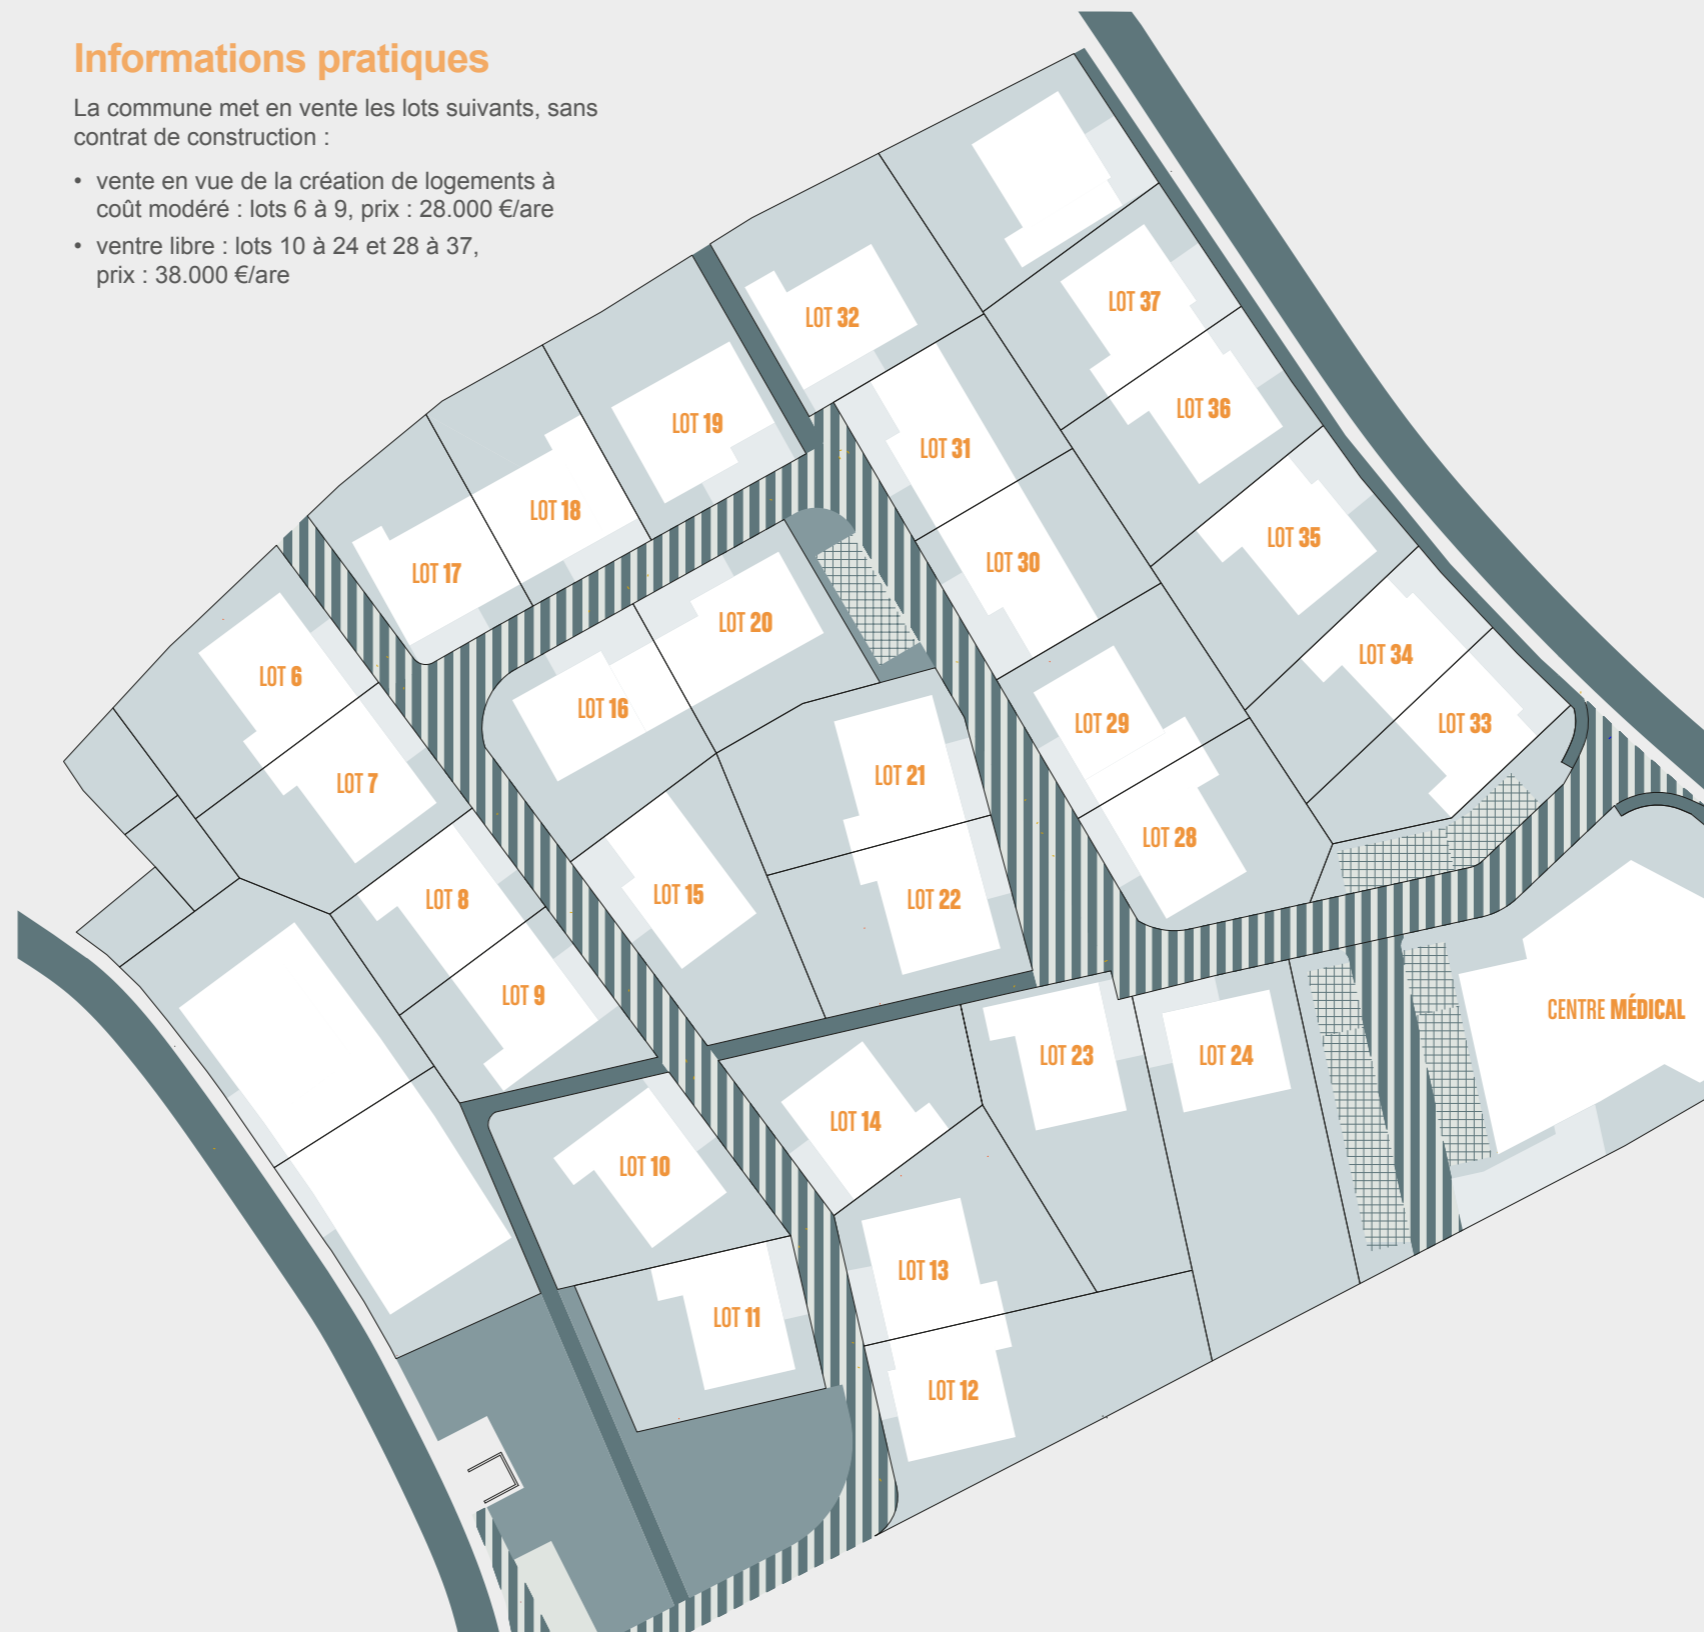 Informations pratiques
La commune met en vente les lots suivants, sans
contrat de construction :
• vente en vue de la création de logements à
coût modéré : lots 6 à 9, prix : 28.000 €/are
• ventre libre : lots 10 à 24 et 28 à 37,
prix : 38.000 €/are
LOT 37
LOT 32
LOT 36
LOT 19
LOT 31
LOT 18
LOT 35
LOT 30
LOT 17
LOT 20
LOT 34
LOT 6
LOT 16
LOT 29
LOT 33
LOT 21
LOT 7
LOT 28
LOT 15
LOT 8
LOT 22
LOT 9
CENTRE MÉDICAL
LOT 23
LOT 24
LOT 14
LOT 10
LOT 13
LOT 11
LOT 12